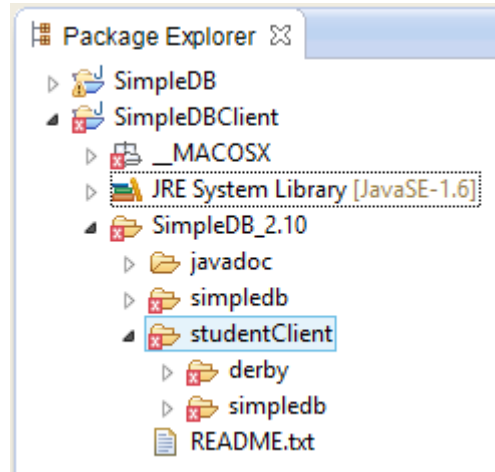 Package Explorer
SimpleDB
SimpleDBClient
__MACOSX
JRE System Library [JavaSE-1.6]
SimpleDB_2.10
javadoc
simpledb
studentClient
derby
simpledb
README.txt